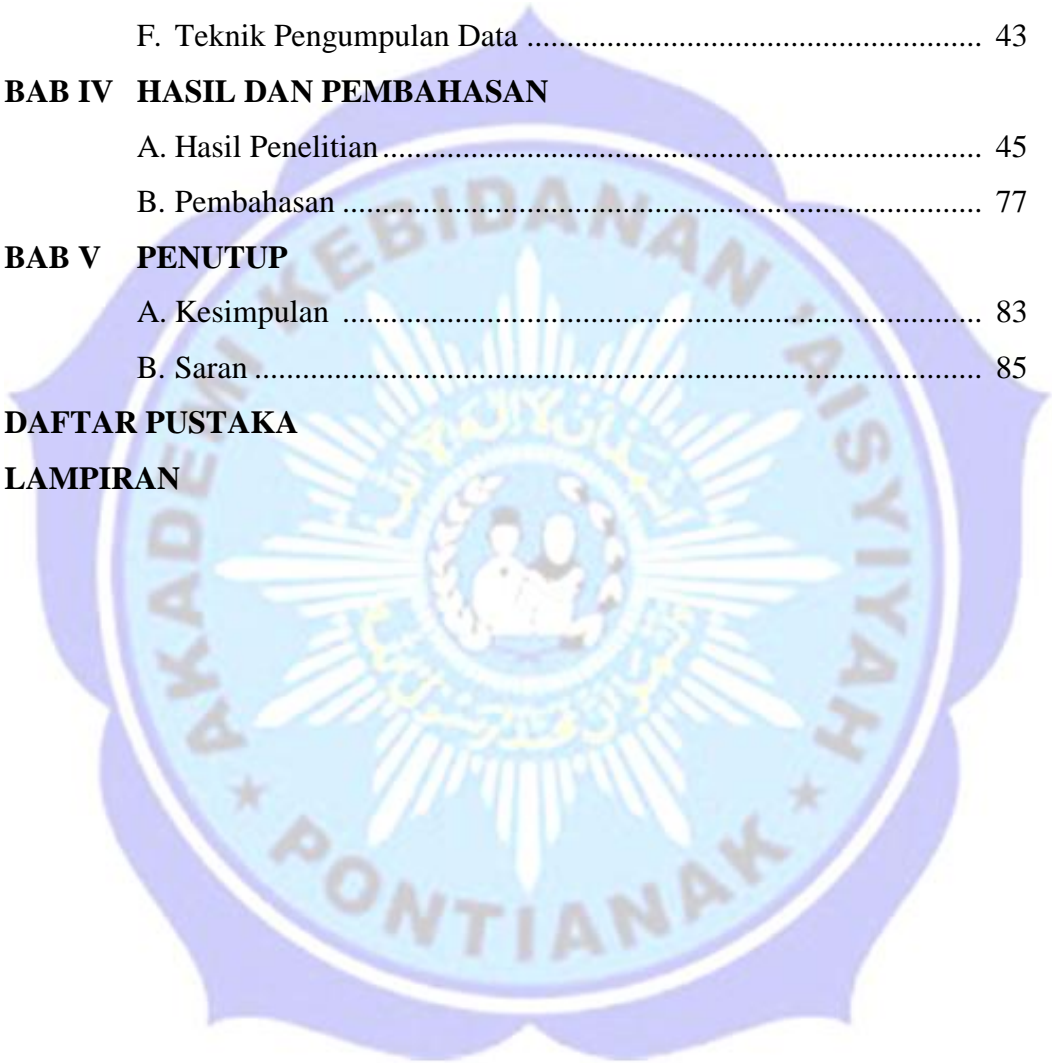 F. Teknik Pengumpulan Data ........................................................ 43
BAB IV HASIL DAN PEMBAHASAN
A. Hasil Penelitian ........................................................................... 45
B. Pembahasan ................................................................................ 77
BAB V PENUTUP
A. Kesimpulan ................................................................................ 83
B. Saran ........................................................................................... 85
DAFTAR PUSTAKA
LAMPIRAN
AKADEMI KEBIDANAN 'AISYIYAH
* PONTIANAK *